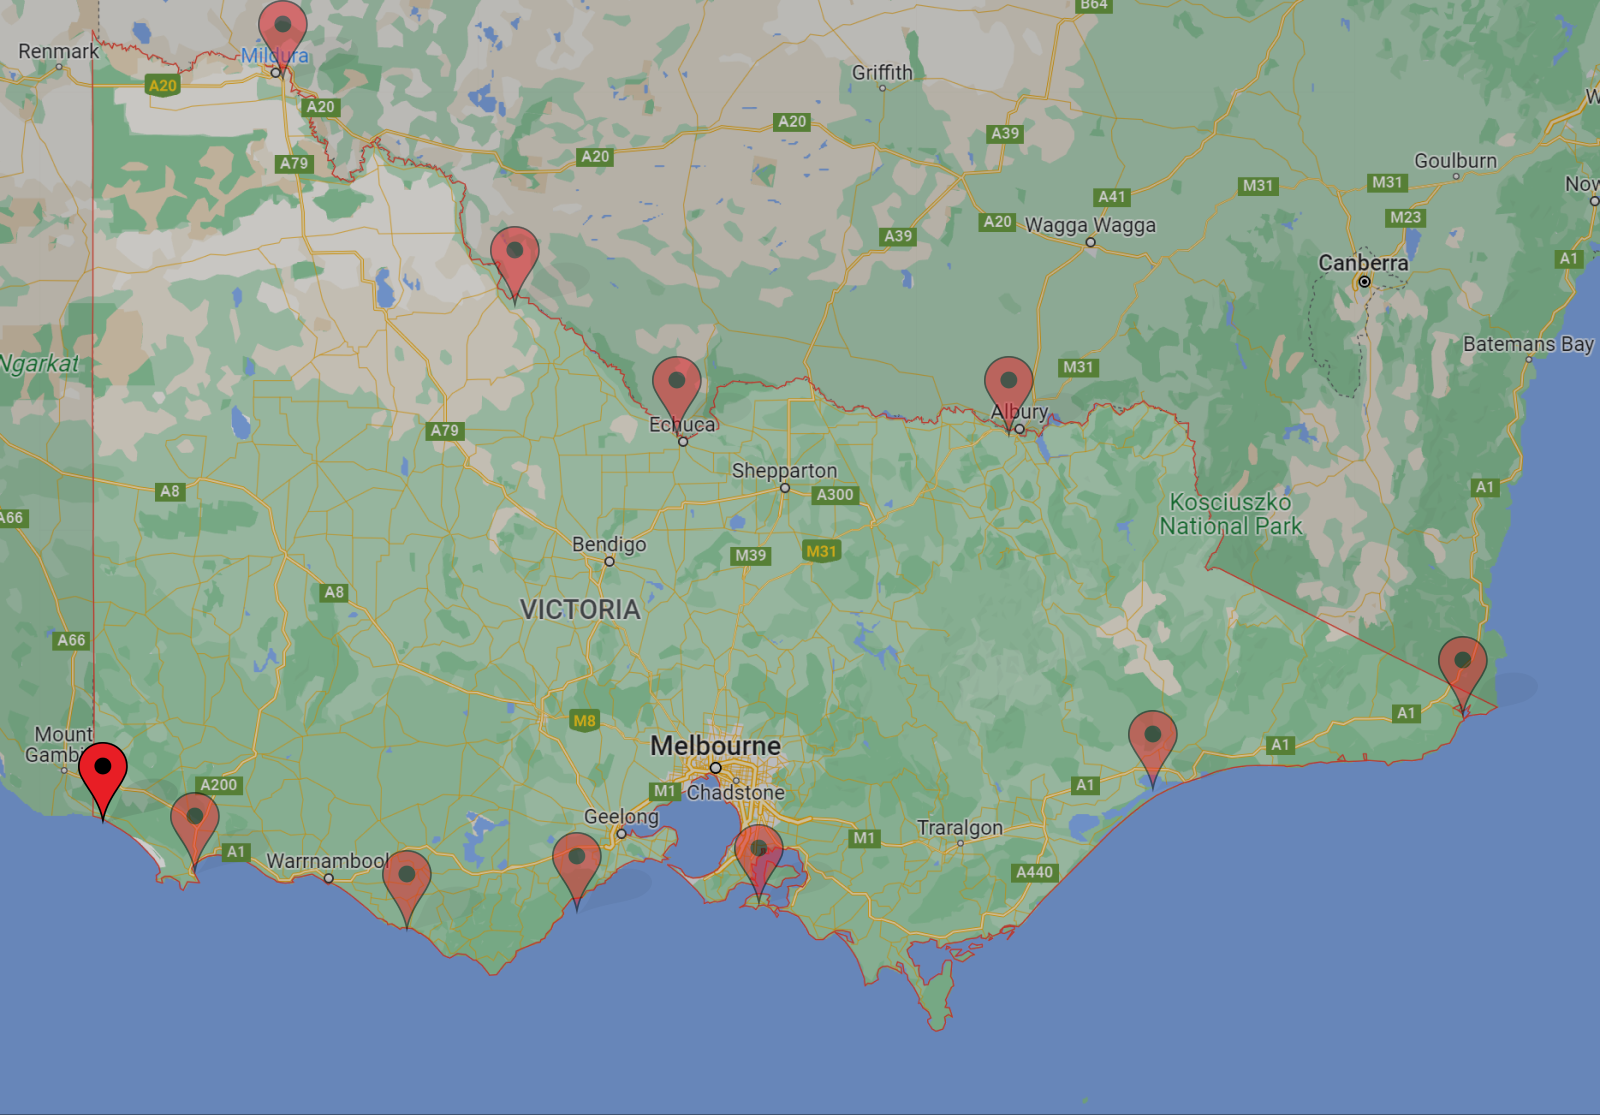 B64
Renmark
Mildura
A20
Griffith
A20
A20
A39
A20
A79
Goulburn
M31
M31
A41
M23
A20
Wagga Wagga
A39
Canberra
A1
Batemans Bay
Ngarkat
M31
Albury
Echuca
A79
Shepparton
A300
A8
A1
A66
Kosciuszko
National Park
Bendigo
M39
M31
A8
VICTORIA
A66
M8
A1
Mount
Melbourne
A1
A200
M1
Chadstone
A1
Geelong
Traralgon
M1
A1
Warrnambool
A440